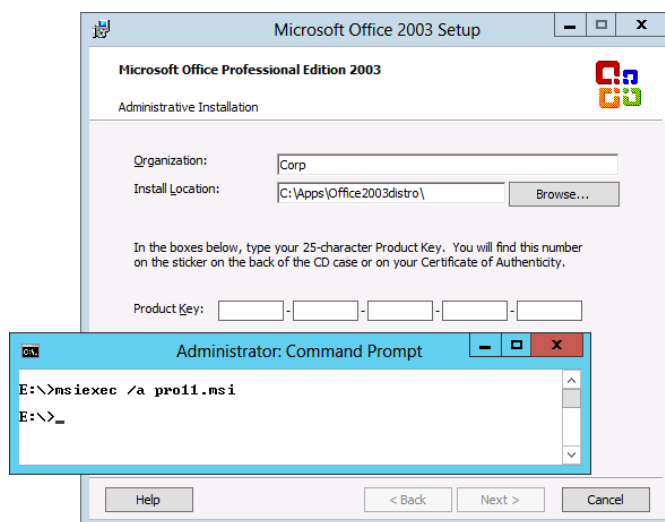 Microsoft Office 2003 Setup
Microsoft Office Professional Edition 2003
Administrative Installation
Organization:
Corp
Install Location:
C:\Apps\Office2003distro\
Browse...
In the boxes below, type your 25-character Product Key. You will find this number
on the sticker on the back of the CD case or on your Certificate of Authenticity.
Product Key: - - - -
Administrator: Command Prompt
E:\>msiexec /a pro11.msi
E:\>_
Help
< Back
Next >
Cancel